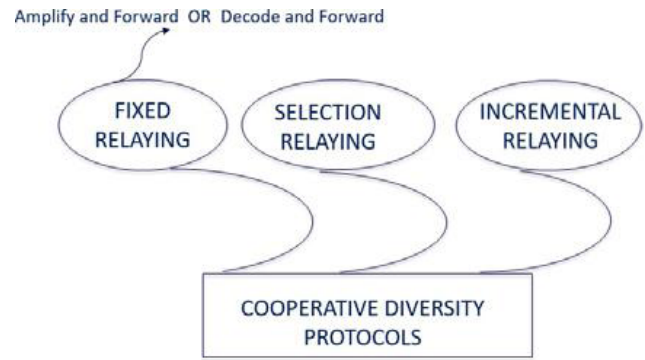 Amplify and Forward OR Decode and Forward
FIXED
RELAYING
SELECTION
RELAYING
INCREMENTAL
RELAYING
COOPERATIVE DIVERSITY
PROTOCOLS